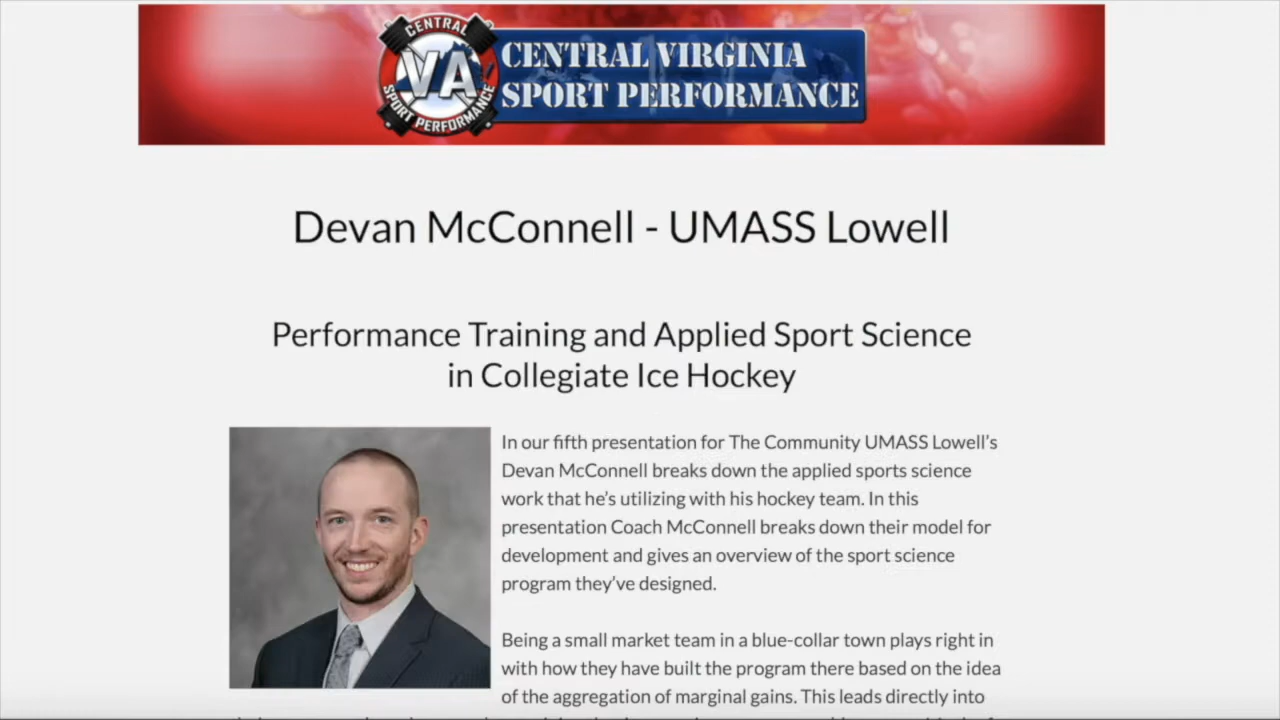 CENTRAL
VA
SPORT PERFORMANCE
CENTRAL VIRGINIA
SPORT PERFORMANCE
Devan McConnell - UMASS Lowell
Performance Training and Applied Sport Science
in Collegiate Ice Hockey
In our fifth presentation for The Community UMASS Lowell's
Devan McConnell breaks down the applied sports science
work that he's utilizing with his hockey team. In this
presentation Coach McConnell breaks down their model for
development and gives an overview of the sport science
program they've designed.
Being a small market team in a blue-collar town plays right in
with how they have built the program there based on the idea
of the aggregation of marginal gains. This leads directly into